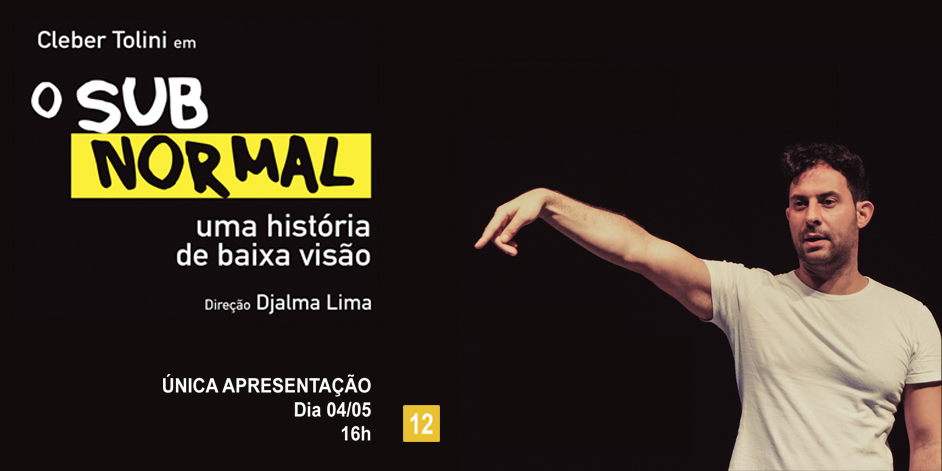 Cleber Tolini em
O SUB
NORMAL
uma história
de baixa visão
Direção Djalma Lima
ÚNICA APRESENTAÇÃO
Dia 04/05
16h
12